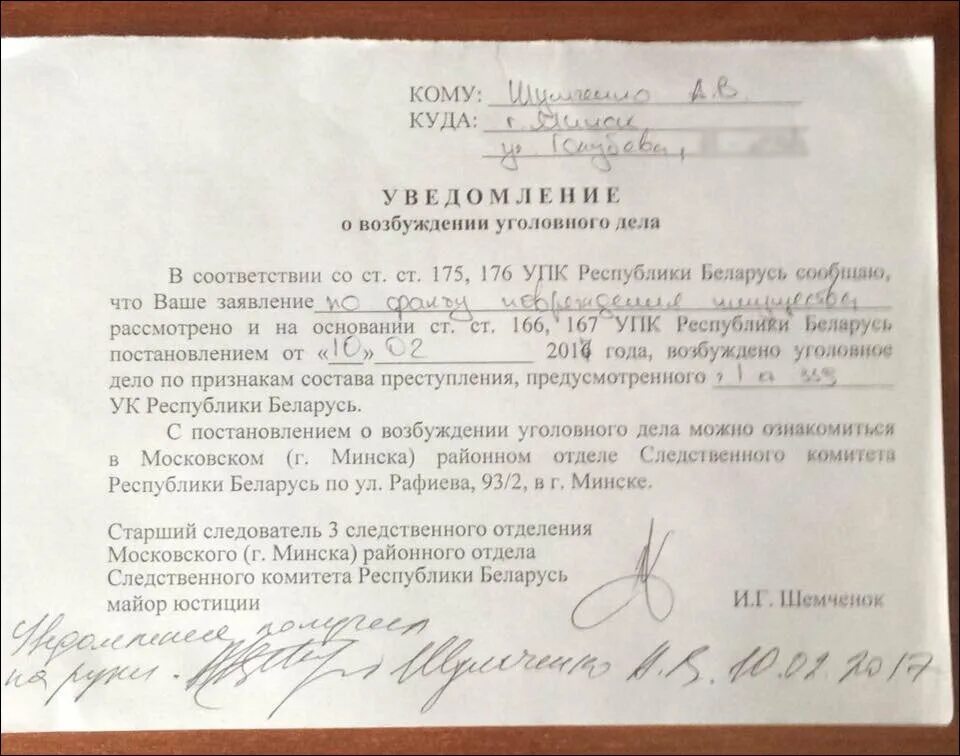 КОМУ: Шумченко А.В.
КУДА: г. Минск
ул. Голубева,
УВЕДОМЛЕНИЕ
о возбуждении уголовного дела
В соответствии со ст. ст. 175, 176 УПК Республики Беларусь сообщаю,
что Ваше заявление по факту повреждения имущества
рассмотрено и на основании ст. ст. 166, 167 УПК Республики Беларусь
постановлением от «10» 02 2017 года, возбуждено уголовное
дело по признакам состава преступления, предусмотренного ч 1 ст 339
УК Республики Беларусь.
С постановлением о возбуждении уголовного дела можно ознакомиться
в Московском (г. Минска) районном отделе Следственного комитета
Республики Беларусь по ул. Рафиева, 93/2, в г. Минске.
Старший следователь 3 следственного отделения
Московского (г. Минска) районного отдела
Следственного комитета Республики Беларусь
майор юстиции И.Г. Шемченок
Уведомление получил
на руки. Шумченко А.В. 10.02.2017